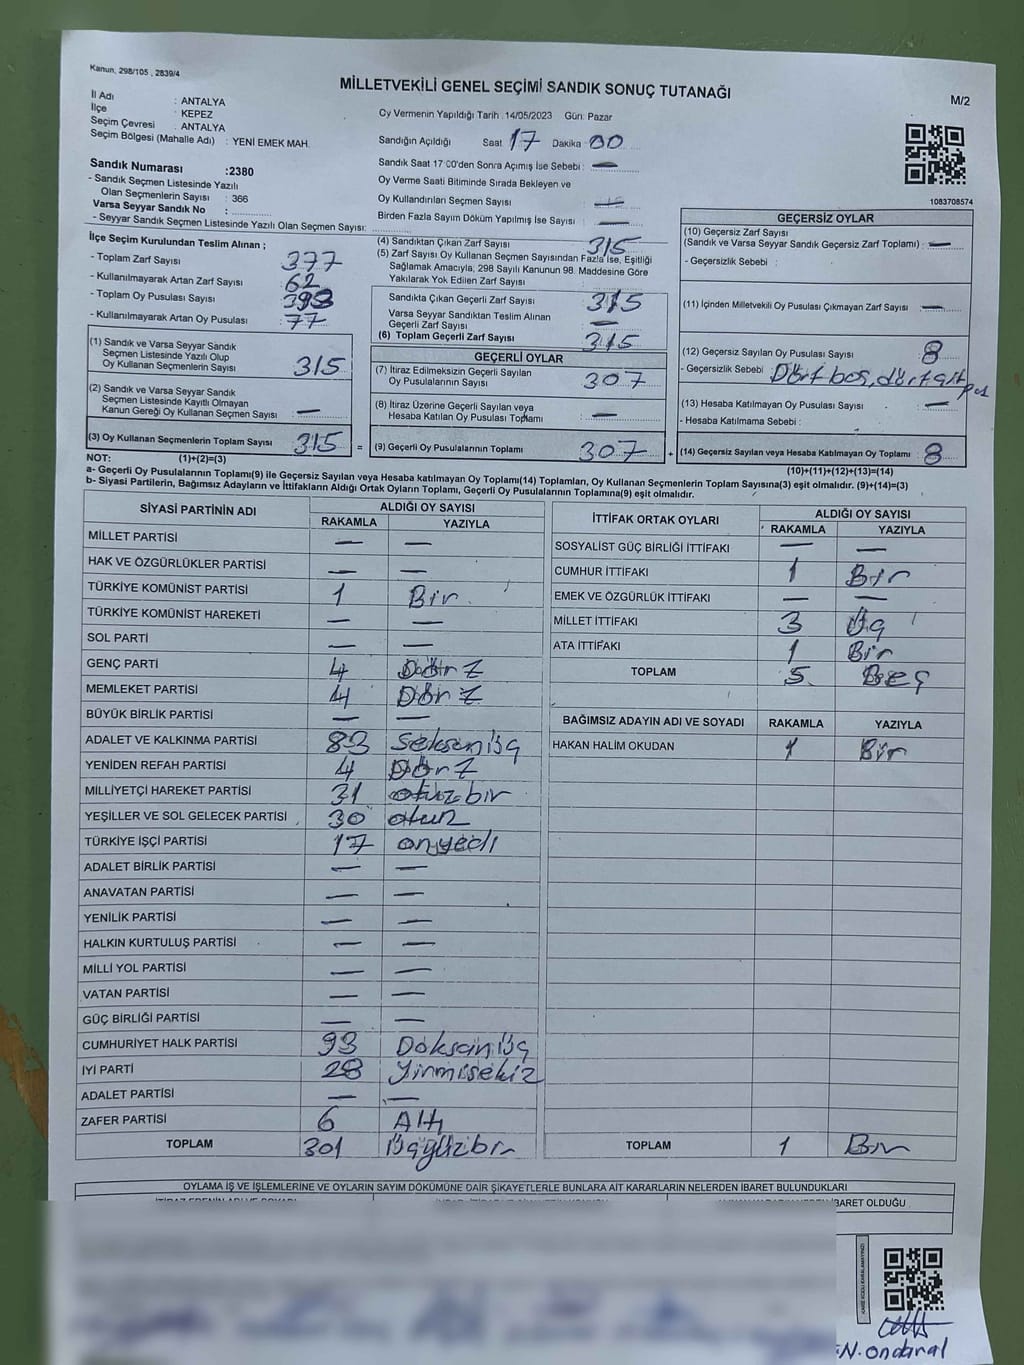 Kanun: 298/105 , 2839/4
MİLLETVEKİLİ GENEL SEÇİMİ SANDIK SONUÇ TUTANAĞI
M/2
İl Adı : ANTALYA
İlçe : KEPEZ
Seçim Çevresi : ANTALYA
Seçim Bölgesi (Mahalle Adı) : YENİ EMEK MAH.
Sandık Numarası :2380
- Sandık Seçmen Listesinde Yazılı
Olan Seçmenlerin Sayısı : 366
Varsa Seyyar Sandık No :
- Seyyar Sandık Seçmen Listesinde Yazılı Olan Seçmen Sayısı:
Oy Vermenin Yapıldığı Tarih : 14/05/2023 Gün: Pazar
Sandığın Açıldığı Saat 17 Dakika 00
Sandık Saat 17:00'den Sonra Açımış İse Sebebi : —
Oy Verme Saati Bitiminde Sırada Bekleyen ve
Oy Kullandırılan Seçmen Sayısı : —
Birden Fazla Sayım Döküm Yapılmış İse Sayısı : —
1083708574
İlçe Seçim Kurulundan Teslim Alınan ;
- Toplam Zarf Sayısı : 377
- Kullanılmayarak Artan Zarf Sayısı : 62
- Toplam Oy Pusulası Sayısı :
- Kullanılmayarak Artan Oy Pusulası : 77
(1) Sandık ve Varsa Seyyar Sandık
Seçmen Listesinde Yazılı Olup
Oy Kullanan Seçmenlerin Sayısı : 315
(2) Sandık ve Varsa Seyyar Sandık
Seçmen Listesinde Kayıtlı Olmayan
Kanun Gereği Oy Kullanan Seçmen Sayısı : —
(3) Oy Kullanan Seçmenlerin Toplam Sayısı : 315 =
(4) Sandıktan Çıkan Zarf Sayısı : 315
(5) Zarf Sayısı Oy Kullanan Seçmen Sayısından Fazla İse, Eşitliği
Sağlamak Amacıyla, 298 Sayılı Kanunun 98. Maddesine Göre
Yakılarak Yok Edilen Zarf Sayısı :
Sandıkta Çıkan Geçerli Zarf Sayısı : 315
Varsa Seyyar Sandıktan Teslim Alınan
Geçerli Zarf Sayısı : —
(6) Toplam Geçerli Zarf Sayısı : 315
GEÇERLİ OYLAR
(7) İtiraz Edilmeksizin Geçerli Sayılan
Oy Pusulalarının Sayısı : 307
(8) İtiraz Üzerine Geçerli Sayılan veya
Hesaba Katılan Oy Pusulası Toplamı : —
(9) Geçerli Oy Pusulalarının Toplamı : 307 +
GEÇERSİZ OYLAR
(10) Geçersiz Zarf Sayısı
(Sandık ve Varsa Seyyar Sandık Geçersiz Zarf Toplamı) : —
- Geçersizlik Sebebi :
(11) İçinden Milletvekili Oy Pusulası Çıkmayan Zarf Sayısı : —
(12) Geçersiz Sayılan Oy Pusulası Sayısı : 8
- Geçersizlik Sebebi : Dört boş, dört
(13) Hesaba Katılmayan Oy Pusulası Sayısı : —
- Hesaba Katılmama Sebebi :
(14) Geçersiz Sayılan veya Hesaba Katılmayan Oy Toplamı : 8
NOT: (1)+(2)=(3) (10)+(11)+(12)+(13)=(14)
a- Geçerli Oy Pusulalarının Toplamı(9) ile Geçersiz Sayılan veya Hesaba katılmayan Oy Toplamı(14) Toplamları, Oy Kullanan Seçmenlerin Toplam Sayısına(3) eşit olmalıdır. (9)+(14)=(3)
b- Siyasi Partilerin, Bağımsız Adayların ve İttifakların Aldığı Ortak Oyların Toplamı, Geçerli Oy Pusulalarının Toplamına(9) eşit olmalıdır.
SİYASİ PARTİNİN ADI ALDIĞI OY SAYISI
RAKAMLA YAZIYLA
MİLLET PARTİSİ — —
HAK VE ÖZGÜRLÜKLER PARTİSİ — —
TÜRKİYE KOMÜNİST PARTİSİ 1 Bir
TÜRKİYE KOMÜNİST HAREKETİ — —
SOL PARTİ — —
GENÇ PARTİ 4 Dört
MEMLEKET PARTİSİ 4 Dört
BÜYÜK BİRLİK PARTİSİ — —
ADALET VE KALKINMA PARTİSİ 83 Seksenüç
YENİDEN REFAH PARTİSİ 4 Dört
MİLLİYETÇİ HAREKET PARTİSİ 31 otuzbir
YEŞİLLER VE SOL GELECEK PARTİSİ 30 otuz
TÜRKİYE İŞÇİ PARTİSİ 17 onyedi
ADALET BİRLİK PARTİSİ — —
ANAVATAN PARTİSİ — —
YENİLİK PARTİSİ — —
HALKIN KURTULUŞ PARTİSİ — —
MİLLİ YOL PARTİSİ — —
VATAN PARTİSİ — —
GÜÇ BİRLİĞİ PARTİSİ — —
CUMHURİYET HALK PARTİSİ 93 Doksanüç
İYİ PARTİ 28 Yirmisekiz
ADALET PARTİSİ — —
ZAFER PARTİSİ 6 Altı
TOPLAM 301 Üçyüzbir
İTTİFAK ORTAK OYLARI ALDIĞI OY SAYISI
RAKAMLA YAZIYLA
SOSYALİST GÜÇ BİRLİĞİ İTTİFAKI — —
CUMHUR İTTİFAKI 1 Bir
EMEK VE ÖZGÜRLÜK İTTİFAKI — —
MİLLET İTTİFAKI 3 Üç
ATA İTTİFAKI 1 Bir
TOPLAM 5 Beş
BAĞIMSIZ ADAYIN ADI VE SOYADI RAKAMLA YAZIYLA
HAKAN HALİM OKUDAN 1 Bir
TOPLAM 1 Bir
OYLAMA İŞ VE İŞLEMLERİNE VE OYLARIN SAYIM DÖKÜMÜNE DAİR ŞİKAYETLERLE BUNLARA AİT KARARLARIN NELERDEN İBARET BULUNDUKLARI
İBARET OLDUĞU